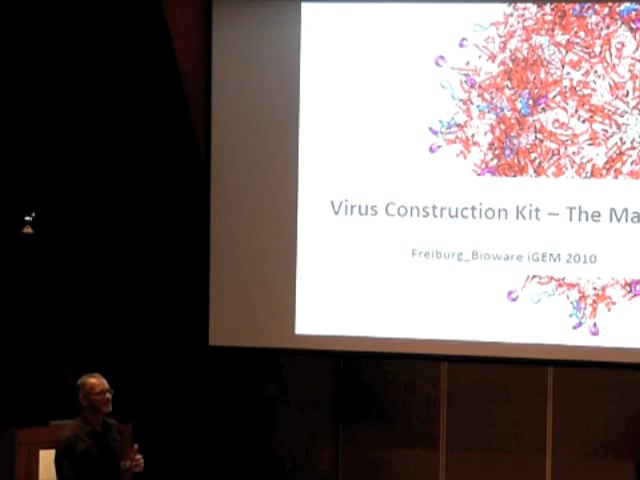 Virus Construction Kit – The Ma
Freiburg_Bioware iGEM 2010